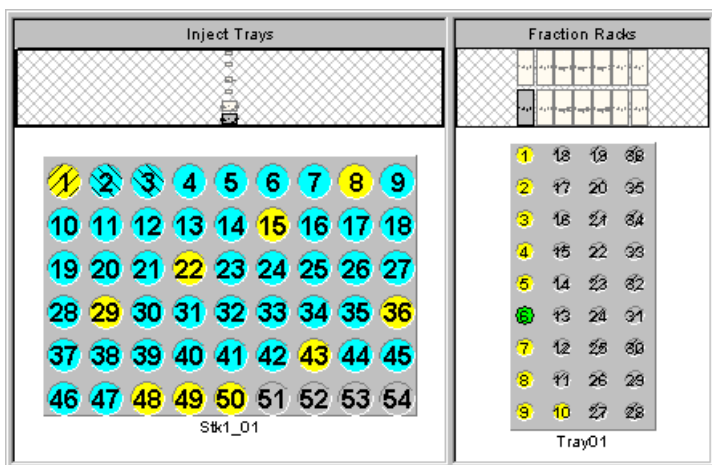 Inject Trays
Fraction Racks
1 2 3 4 5 6 7 8 9
10 11 12 13 14 15 16 17 18
19 20 21 22 23 24 25 26 27
28 29 30 31 32 33 34 35 36
37 38 39 40 41 42 43 44 45
46 47 48 49 50 51 52 53 54
Stk1_01
1 18 19 36
2 17 20 35
3 16 21 34
4 15 22 33
5 14 23 32
6 13 24 31
7 12 25 30
8 11 26 29
9 10 27 28
Tray01